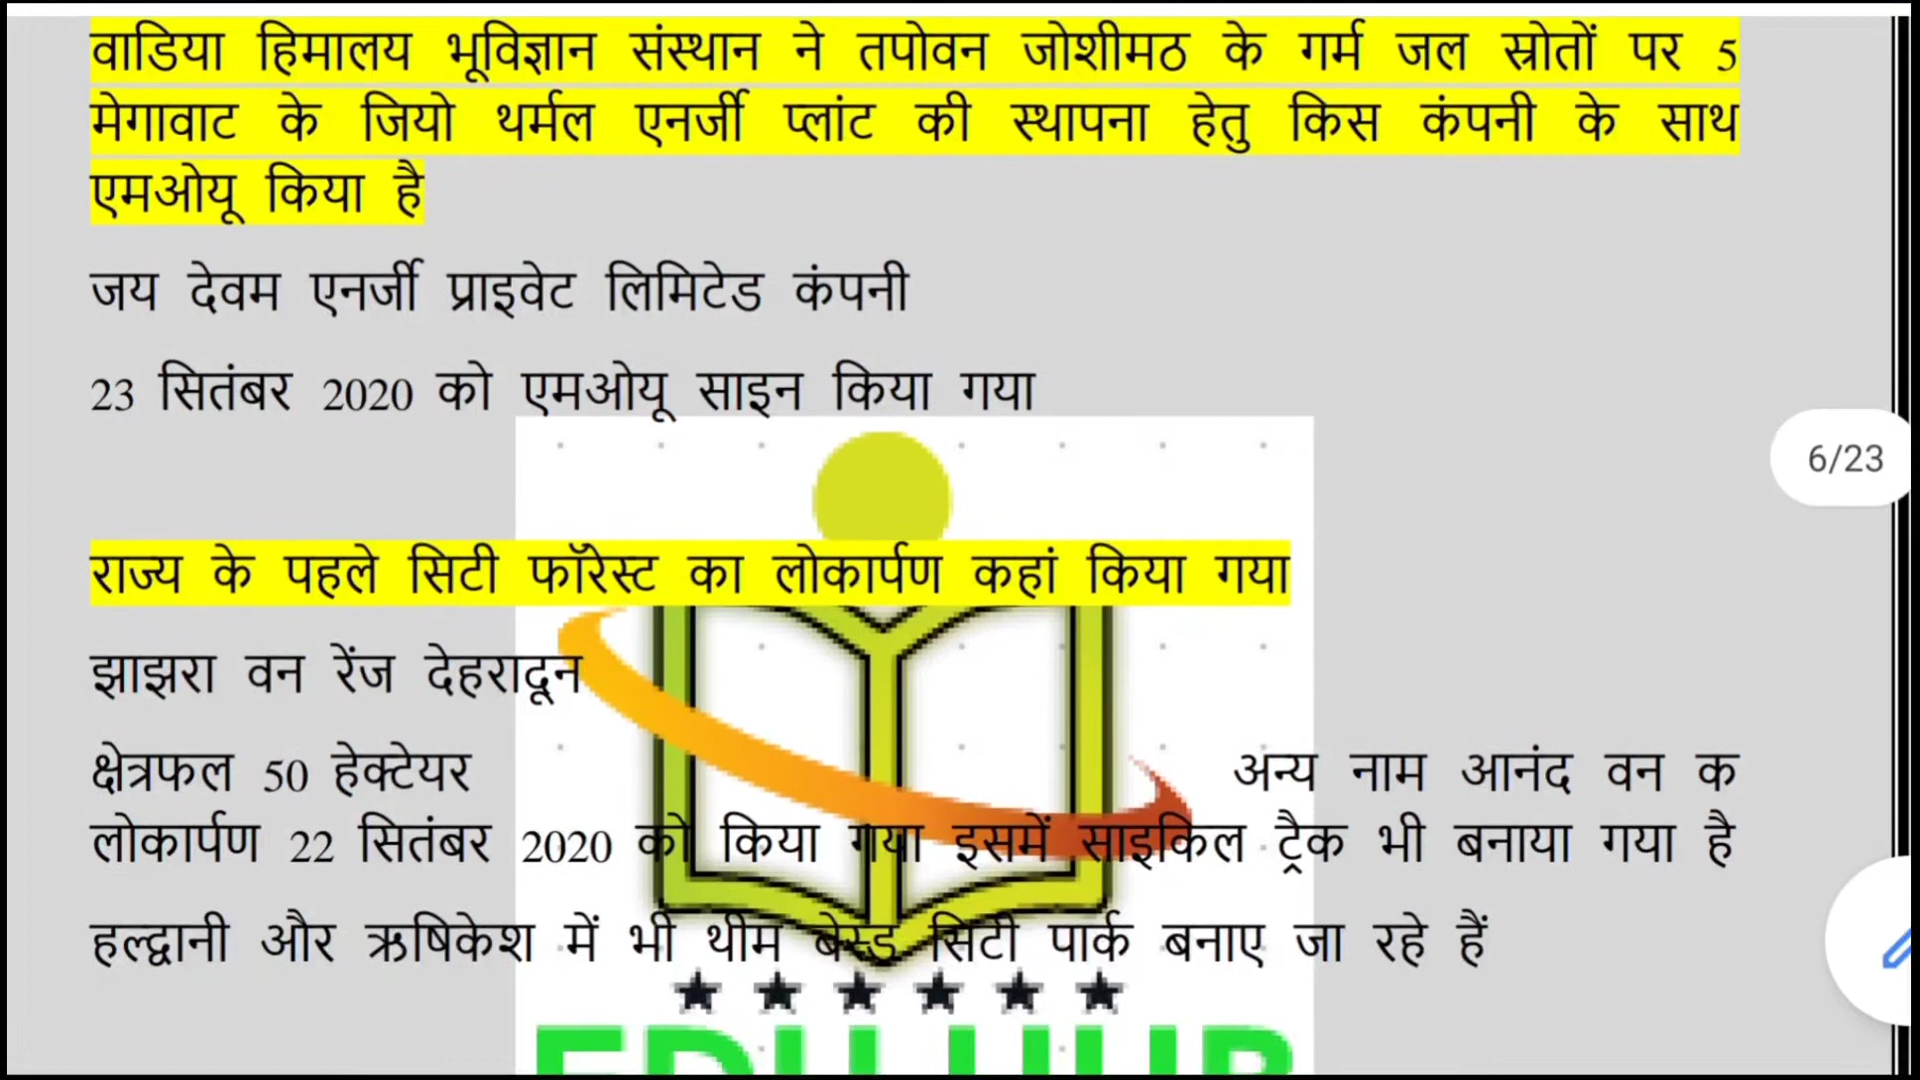 वाडिया हिमालय भूविज्ञान संस्थान ने तपोवन जोशीमठ के गर्म जल स्रोतों पर 5
मेगावाट के जियो थर्मल एनर्जी प्लांट की स्थापना हेतु किस कंपनी के साथ
एमओयू किया है
जय देवम एनर्जी प्राइवेट लिमिटेड कंपनी
23 सितंबर 2020 को एमओयू साइन किया गया
6/23
राज्य के पहले सिटी फॉरेस्ट का लोकार्पण कहां किया गया
झाझरा वन रेंज देहरादून
क्षेत्रफल 50 हेक्टेयर अन्य नाम आनंद वन क
लोकार्पण 22 सितंबर 2020 को किया गया इसमें साइकिल ट्रैक भी बनाया गया है
हल्द्वानी और ऋषिकेश में भी थीम बेस्ड सिटी पार्क बनाए जा रहे हैं
EDU HUB